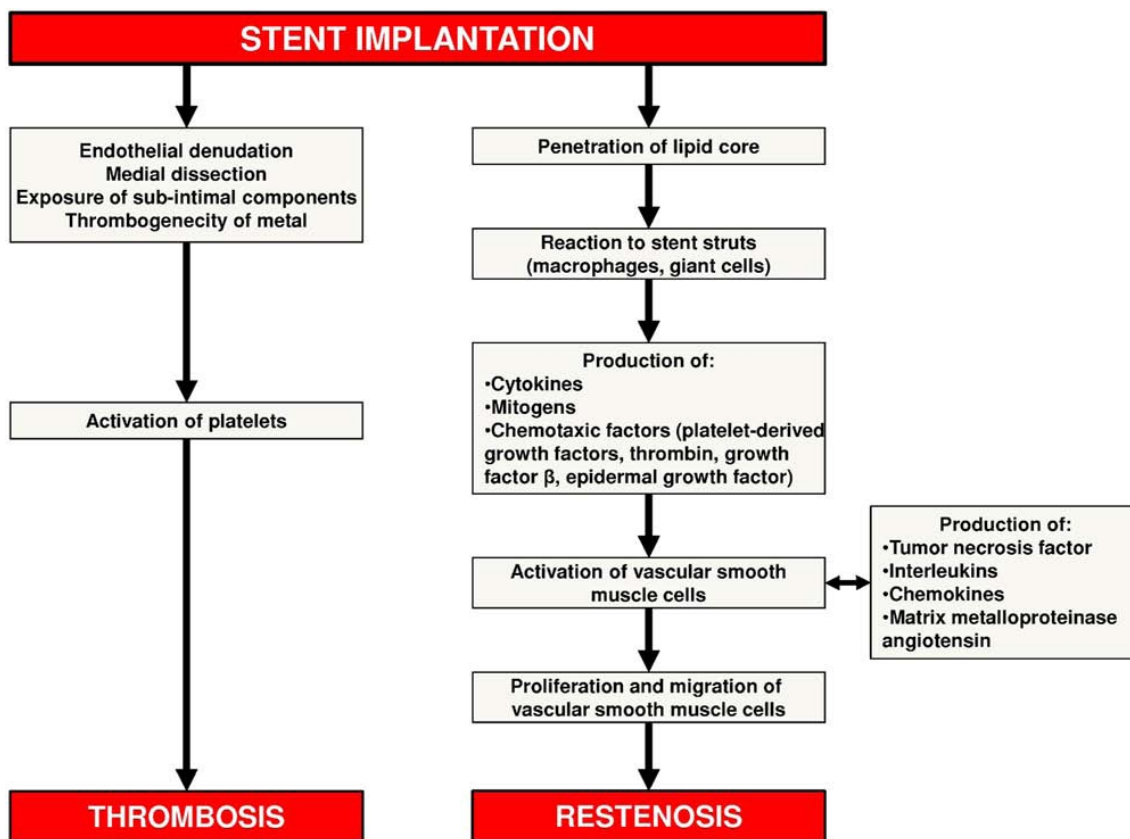 STENT IMPLANTATION
Endothelial denudation
Medial dissection
Exposure of sub-intimal components
Thrombogenecity of metal
Activation of platelets
THROMBOSIS
Penetration of lipid core
Reaction to stent struts
(macrophages, giant cells)
Production of:
•Cytokines
•Mitogens
•Chemotaxic factors (platelet-derived
growth factors, thrombin, growth
factor β, epidermal growth factor)
Activation of vascular smooth
muscle cells
Production of:
•Tumor necrosis factor
•Interleukins
•Chemokines
•Matrix metalloproteinase
angiotensin
Proliferation and migration of
vascular smooth muscle cells
RESTENOSIS